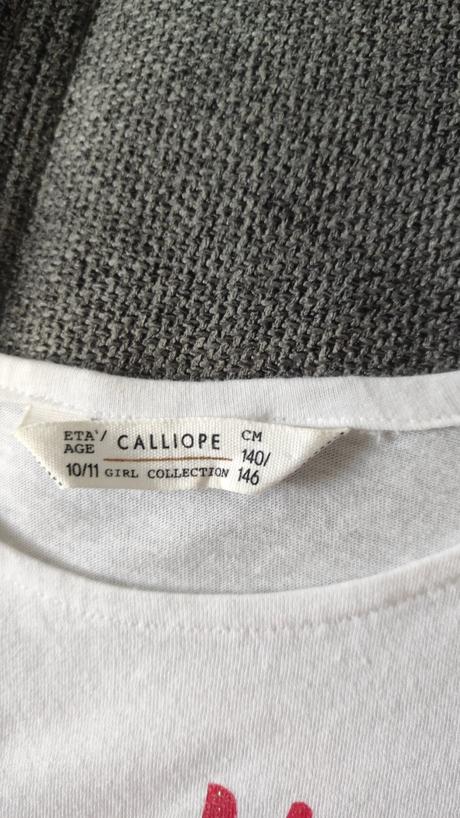 ETA'/ CALLIOPE CM
AGE 140/
10/11 GIRL COLLECTION 146